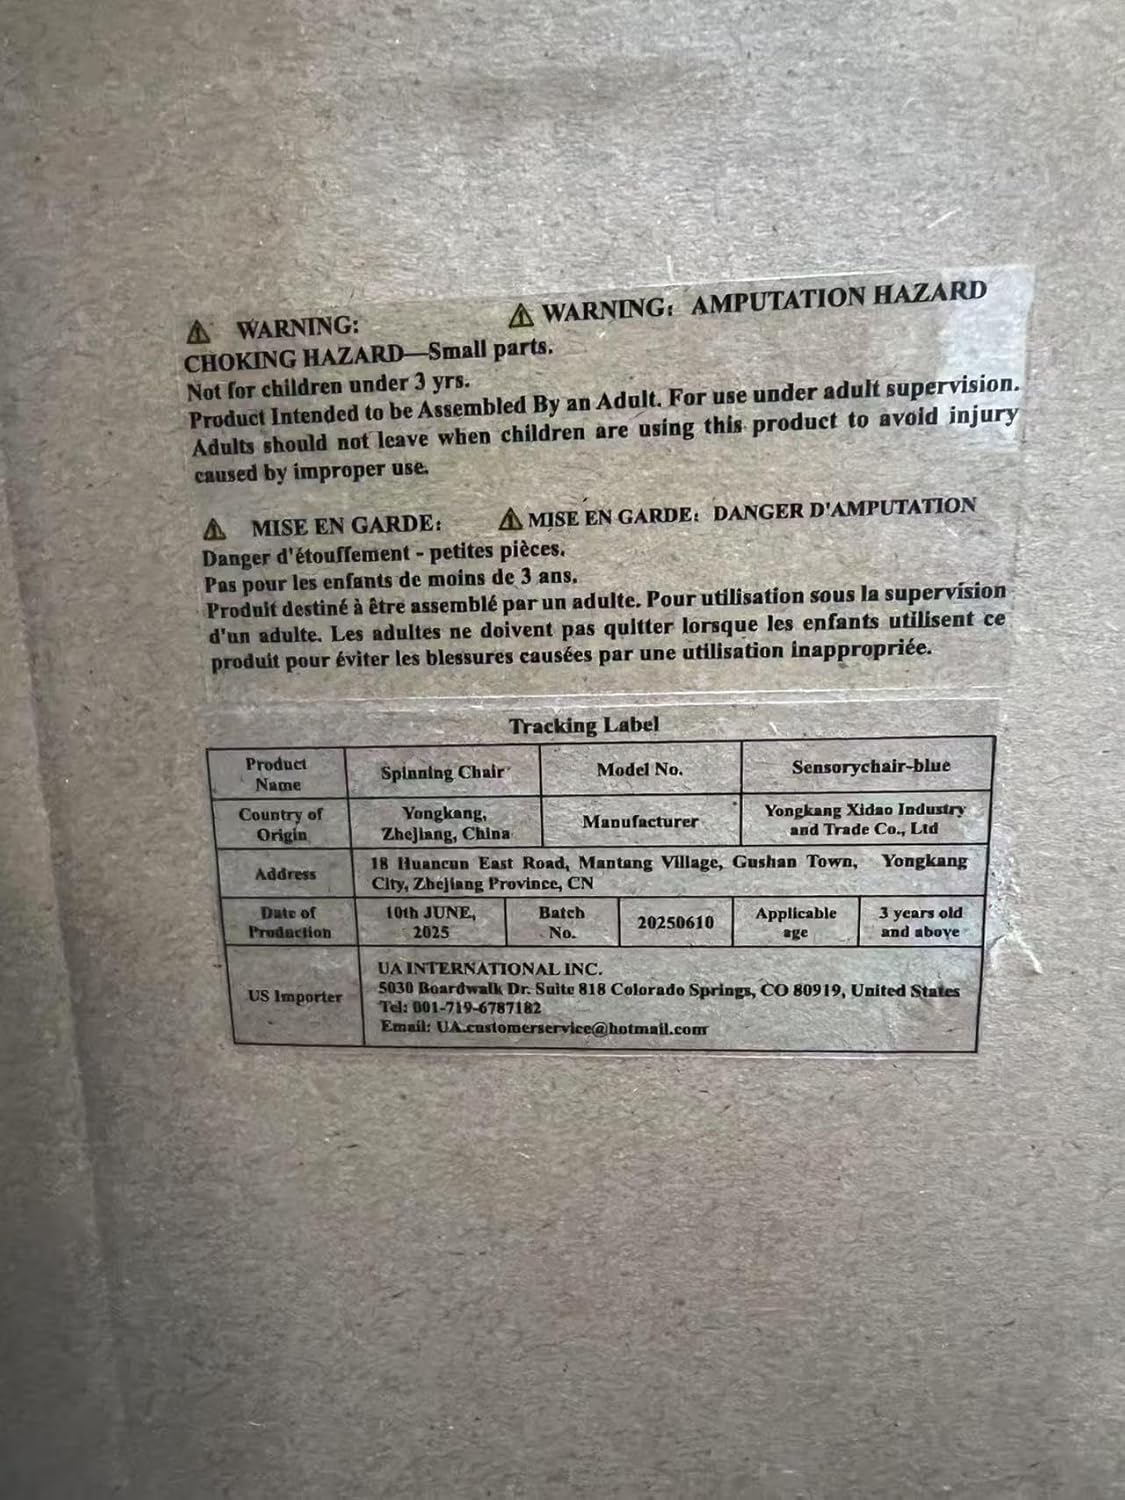 ⚠ WARNING:
⚠ WARNING: AMPUTATION HAZARD
CHOKING HAZARD—Small parts.
Not for children under 3 yrs.
Product Intended to be Assembled By an Adult. For use under adult supervision.
Adults should not leave when children are using this product to avoid injury
caused by improper use.
⚠ MISE EN GARDE:
⚠ MISE EN GARDE: DANGER D'AMPUTATION
Danger d'étouffement - petites pièces.
Pas pour les enfants de moins de 3 ans.
Produit destiné à être assemblé par un adulte. Pour utilisation sous la supervision
d'un adulte. Les adultes ne doivent pas quitter lorsque les enfants utilisent ce
produit pour éviter les blessures causées par une utilisation inappropriée.
Tracking Label
Product
Name
Spinning Chair
Model No.
Sensorychair-blue
Country of
Origin
Yongkang,
Zhejiang, China
Manufacturer
Yongkang Xidao Industry
and Trade Co., Ltd
Address
18 Huancun East Road, Mantang Village, Gushan Town, Yongkang
City, Zhejiang Province, CN
Date of
Production
10th JUNE,
2025
Batch
No.
20250610
Applicable
age
3 years old
and above
US Importer
UA INTERNATIONAL INC.
5030 Boardwalk Dr. Suite 818 Colorado Springs, CO 80919, United States
Tel: 001-719-6787182
Email: UA.customerservice@hotmail.com